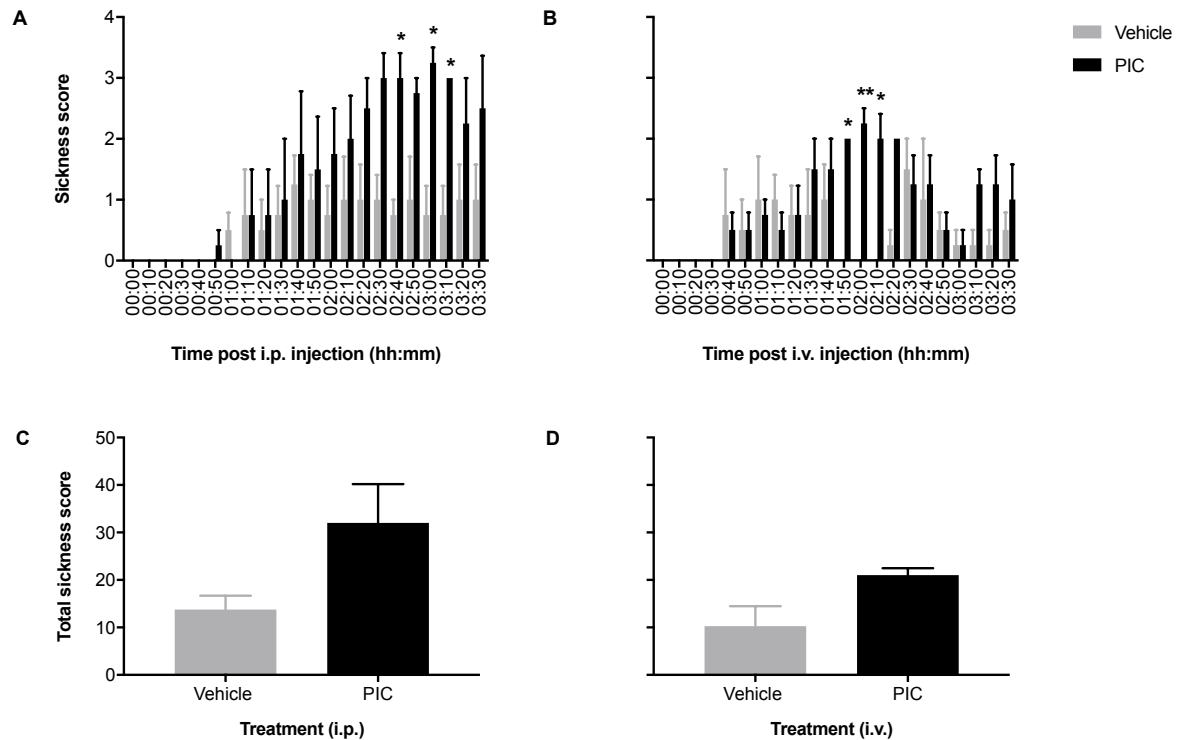 A
B
Vehicle
PIC
Sickness score
4
3
2
1
0
* * *
* ** *
00:00 00:10 00:20 00:30 00:40 00:50 01:00 01:10 01:20 01:30 01:40 01:50 02:00 02:10 02:20 02:30 02:40 02:50 03:00 03:10 03:20 03:30
00:00 00:10 00:20 00:30 00:40 00:50 01:00 01:10 01:20 01:30 01:40 01:50 02:00 02:10 02:20 02:30 02:40 02:50 03:00 03:10 03:20 03:30
Time post i.p. injection (hh:mm)
Time post i.v. injection (hh:mm)
C
D
Total sickness score
50
40
30
20
10
0
Vehicle PIC
Vehicle PIC
Treatment (i.p.)
Treatment (i.v.)